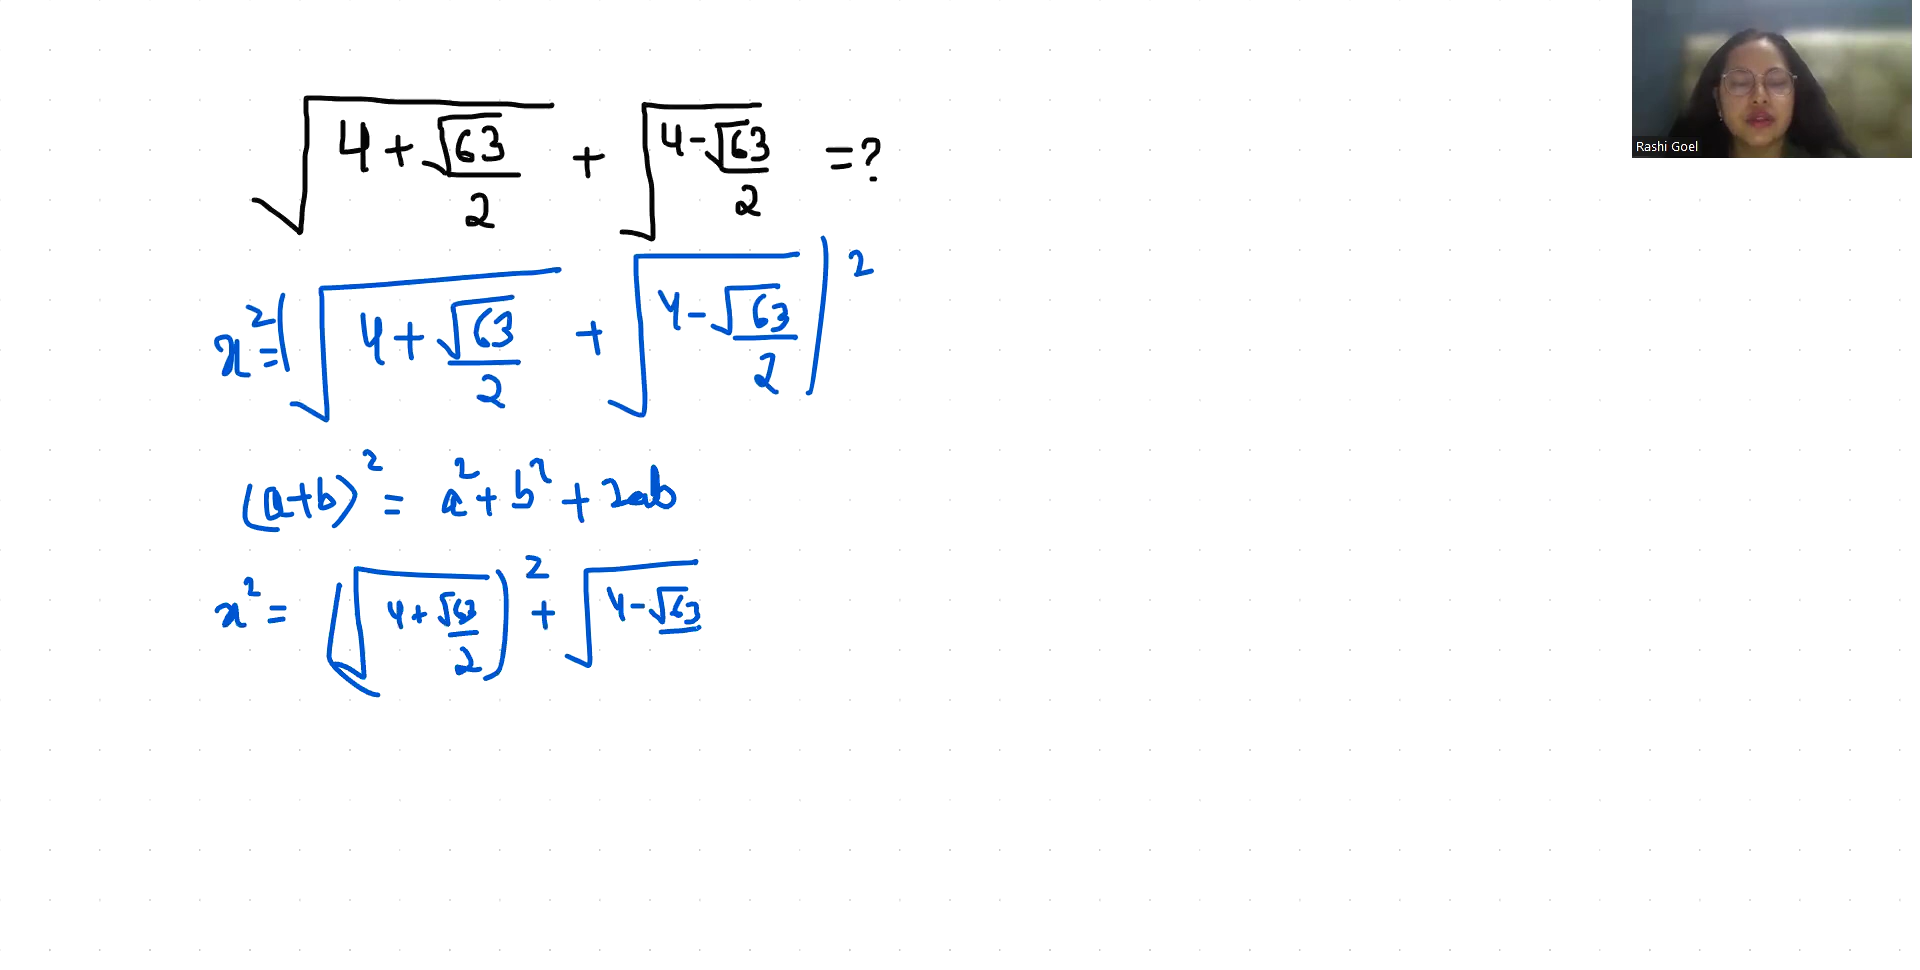 √(4 + √63/2) + √(4 - √63/2) = ?
x² = (√(4 + √63/2) + √(4 - √63/2))²
(a+b)² = a² + b² + 2ab
x² = (√(4 + √63/2))² + √(4 - √63
Rashi Goel